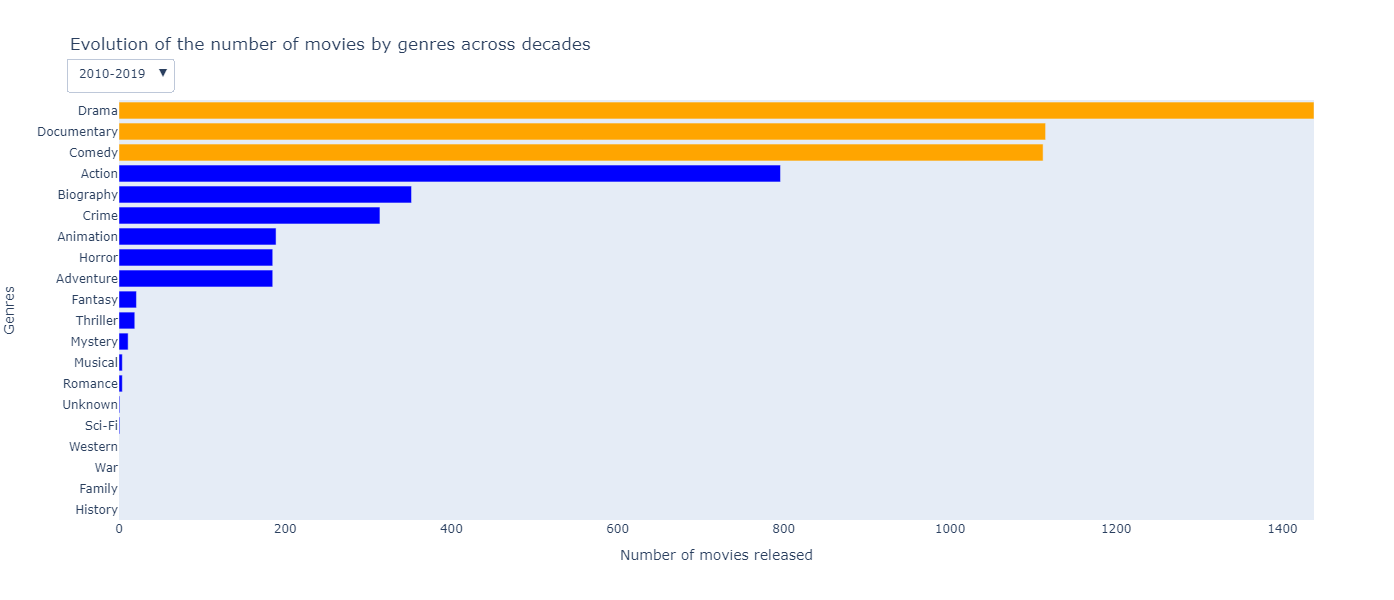 Evolution of the number of movies by genres across decades
2010-2019 ▼
Drama
Documentary
Comedy
Action
Biography
Crime
Animation
Horror
Adventure
Fantasy
Thriller
Mystery
Musical
Romance
Unknown
Sci-Fi
Western
War
Family
History
Genres
0 200 400 600 800 1000 1200 1400
Number of movies released